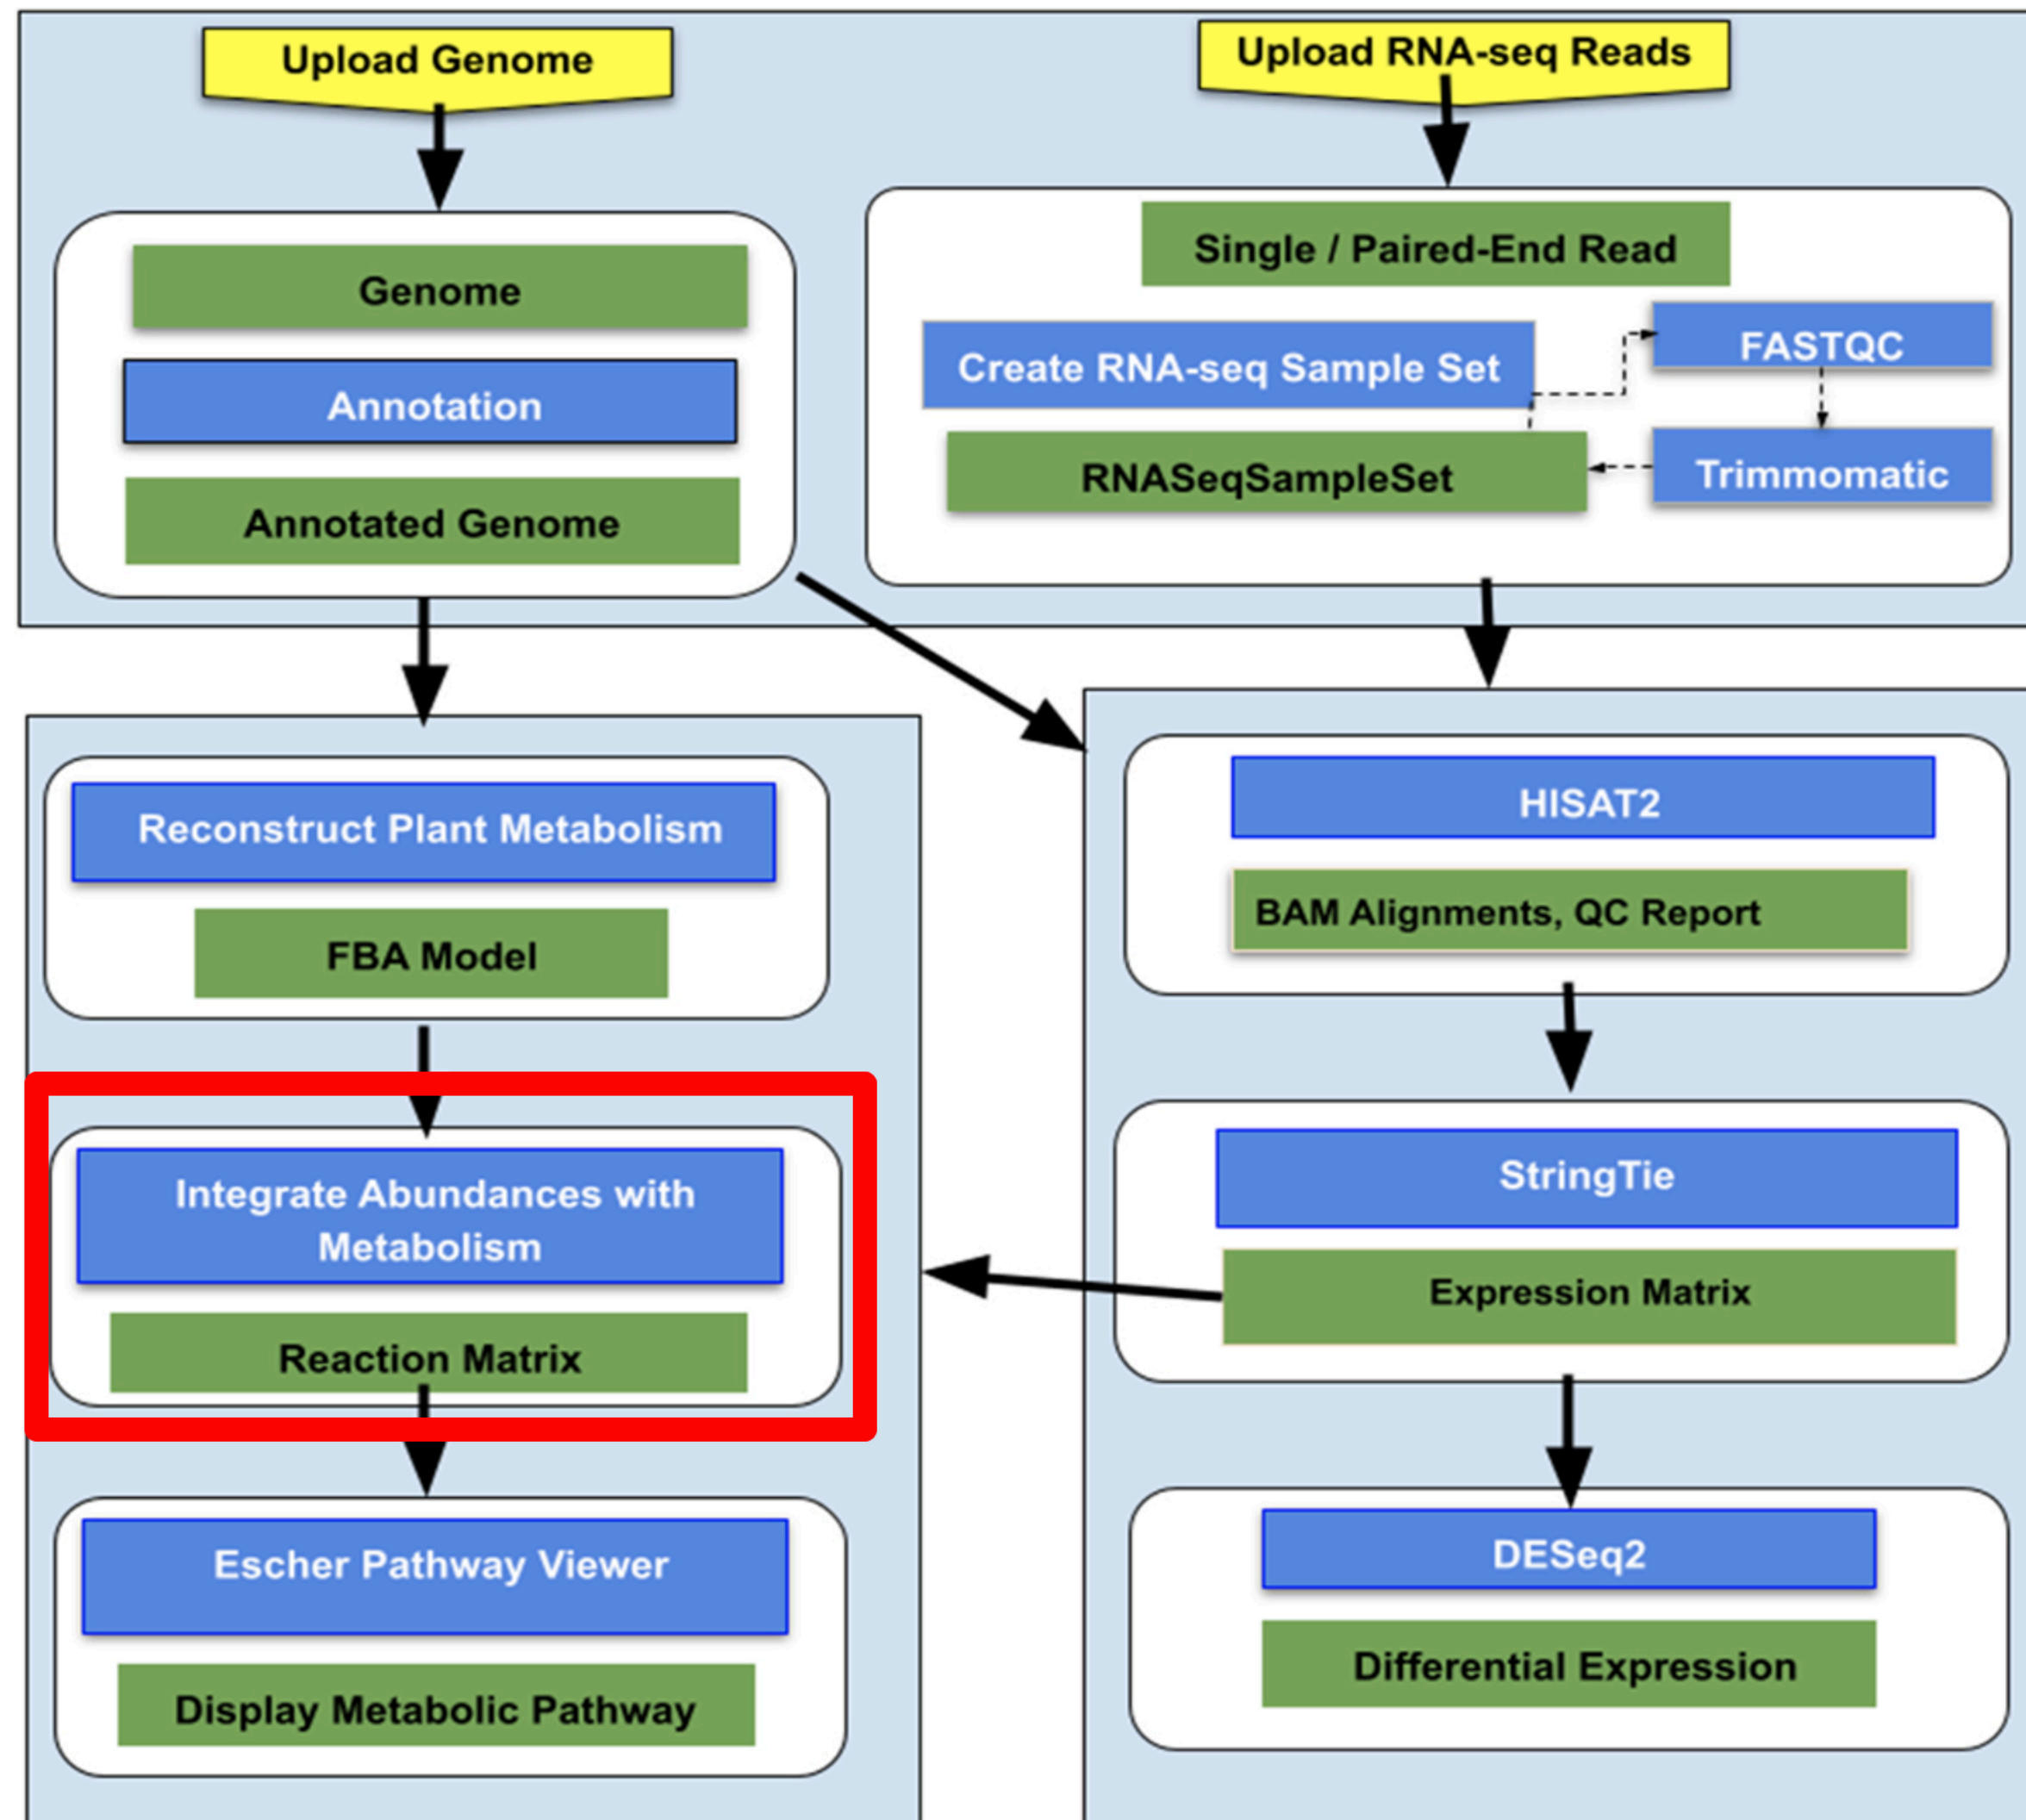 Upload Genome
Upload RNA-seq Reads
Genome
Annotation
Annotated Genome
Single / Paired-End Read
Create RNA-seq Sample Set
FASTQC
RNASeqSampleSet
Trimmomatic
Reconstruct Plant Metabolism
FBA Model
Integrate Abundances with
Metabolism
Reaction Matrix
Escher Pathway Viewer
Display Metabolic Pathway
HISAT2
BAM Alignments, QC Report
StringTie
Expression Matrix
DESeq2
Differential Expression